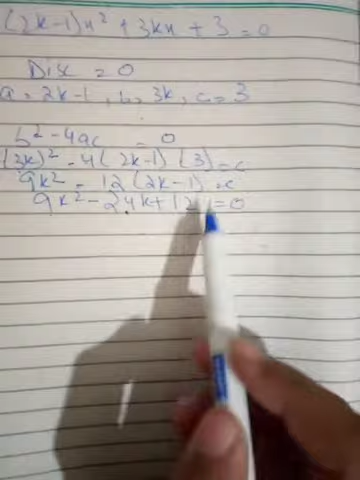 (2k-1)x² + 3kx + 3 = 0
Disc = 0
a = 2k-1, b = 3k, c = 3
b² - 4ac = 0
(3k)² - 4(2k-1)(3) = 0
9k² - 12(2k-1) = 0
9k² - 24k + 12 = 0